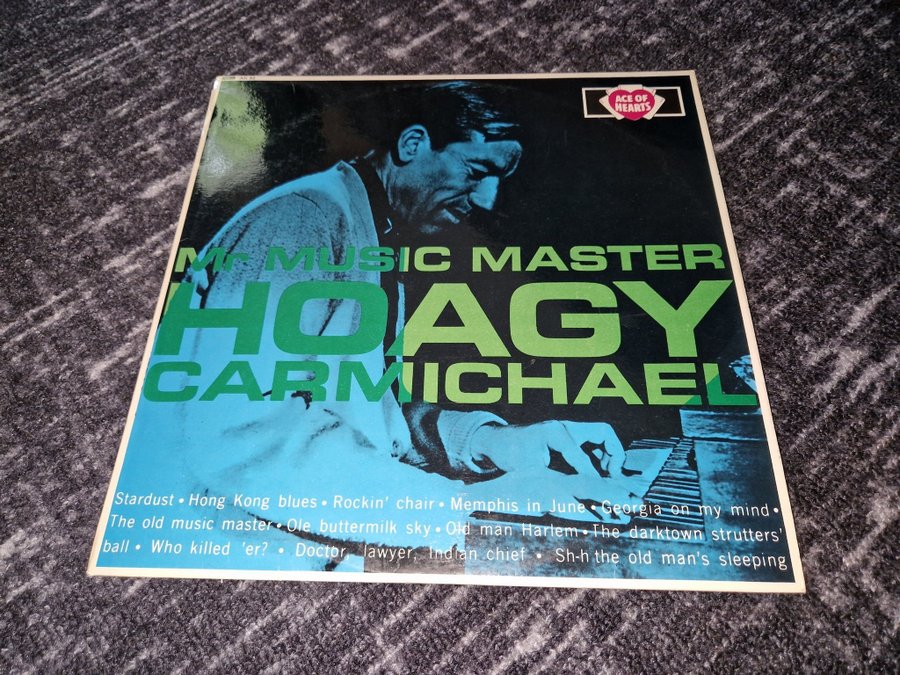 ACE OF
HEARTS
Mr MUSIC MASTER
HOAGY
CARMICHAEL
Stardust • Hong Kong blues • Rockin' chair • Memphis in June • Georgia on my mind •
The old music master • Ole buttermilk sky • Old man Harlem • The darktown strutters'
ball • Who killed 'er? • Doctor, lawyer, Indian chief • Sh-h the old man's sleeping